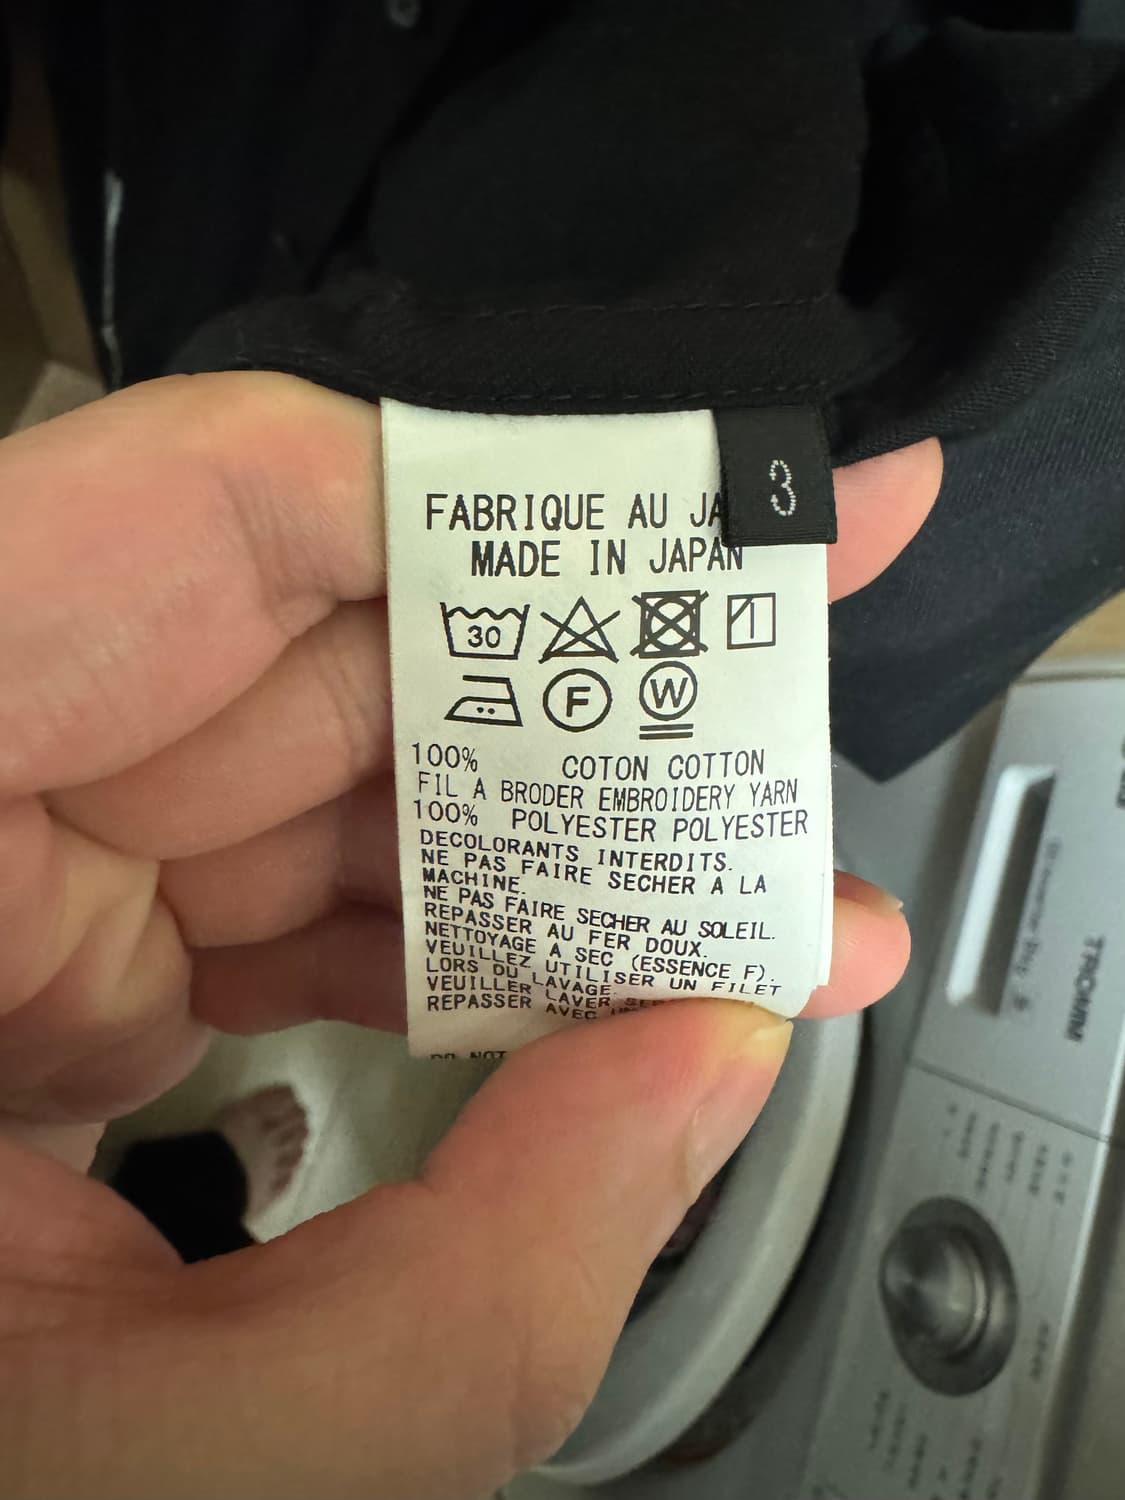 FABRIQUE AU JA
3
MADE IN JAPAN
30
F
W
100% COTON COTTON
FIL A BRODER EMBROIDERY YARN
100% POLYESTER POLYESTER
DECOLORANTS INTERDITS.
NE PAS FAIRE SECHER A LA
MACHINE.
NE PAS FAIRE SECHER AU SOLEIL.
REPASSER AU FER DOUX.
NETTOYAGE A SEC (ESSENCE F).
VEUILLEZ UTILISER UN FILET
LORS DU LAVAGE.
VEUILLER LAVER
REPASSER AVEC
DO NOT